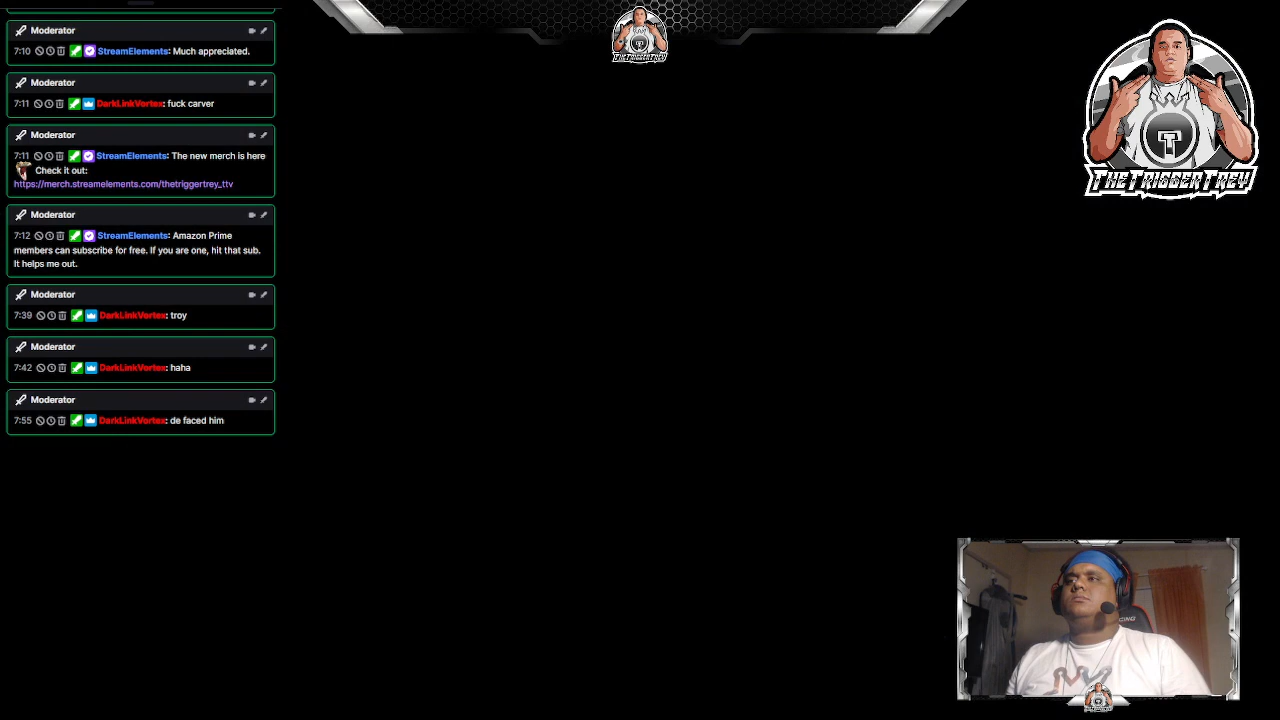 Moderator
7:10 StreamElements: Much appreciated.
Moderator
7:11 DarkLinkVortex: fuck carver
Moderator
7:11 StreamElements: The new merch is here
Check it out:
https://merch.streamelements.com/thetriggertrey_ttv
Moderator
7:12 StreamElements: Amazon Prime
members can subscribe for free. If you are one, hit that sub.
It helps me out.
Moderator
7:39 DarkLinkVortex: troy
Moderator
7:42 DarkLinkVortex: haha
Moderator
7:55 DarkLinkVortex: de faced him
THETRIGGERTREY
T
THETRIGGERTREY